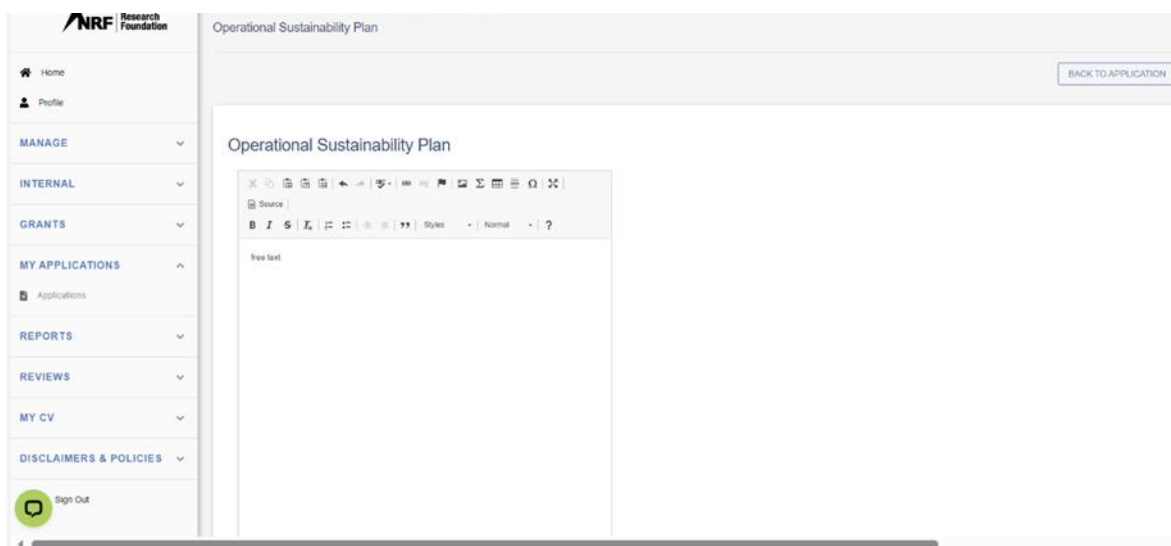 NRF Research Foundation
Operational Sustainability Plan
Home
BACK TO APPLICATION
Profile
MANAGE
Operational Sustainability Plan
INTERNAL
Source
GRANTS
B I S Ix Styles Normal ?
MY APPLICATIONS
free text
Applications
REPORTS
REVIEWS
MY CV
DISCLAIMERS & POLICIES
Sign Out